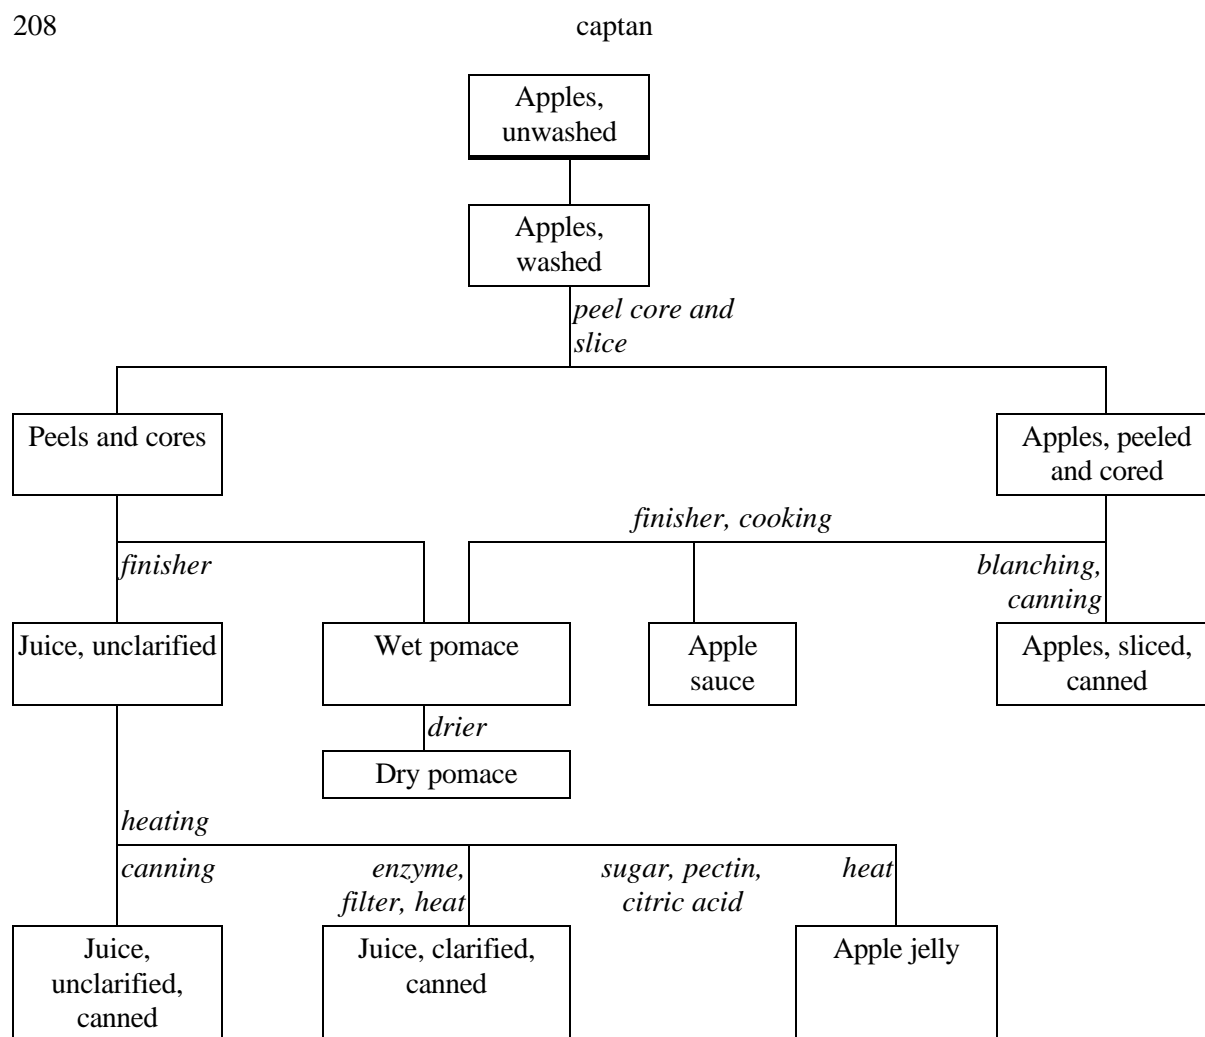 208 captan
Apples,
unwashed
Apples,
washed
peel core and
slice
Peels and cores
Apples, peeled
and cored
finisher, cooking
finisher
blanching,
canning
Juice, unclarified
Wet pomace
Apple
sauce
Apples, sliced,
canned
drier
Dry pomace
heating
canning
enzyme,
filter, heat
sugar, pectin,
citric acid
heat
Juice,
unclarified,
canned
Juice, clarified,
canned
Apple jelly